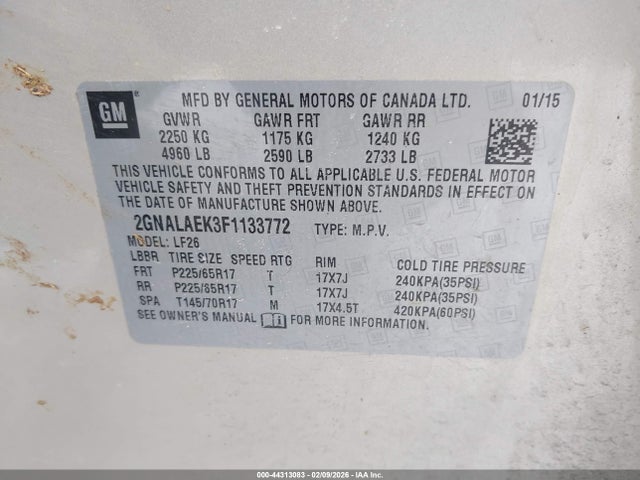 GM
MFD BY GENERAL MOTORS OF CANADA LTD. 01/15
GVWR GAWR FRT GAWR RR
2250 KG 1175 KG 1240 KG
4960 LB 2590 LB 2733 LB
THIS VEHICLE CONFORMS TO ALL APPLICABLE U.S. FEDERAL MOTOR
VEHICLE SAFETY AND THEFT PREVENTION STANDARDS IN EFFECT ON
THE DATE OF MANUFACTURE SHOWN ABOVE.
2GNALAEK3F1133772 TYPE: M.P.V.
MODEL: LF26
LBBR TIRE SIZE SPEED RTG RIM COLD TIRE PRESSURE
FRT P225/65R17 T 17X7J 240KPA(35PSI)
RR P225/65R17 T 17X7J 240KPA(35PSI)
SPA T145/70R17 M 17X4.5T 420KPA(60PSI)
SEE OWNER'S MANUAL FOR MORE INFORMATION.
000-44313083 - 02/09/2026 - IAAI.com